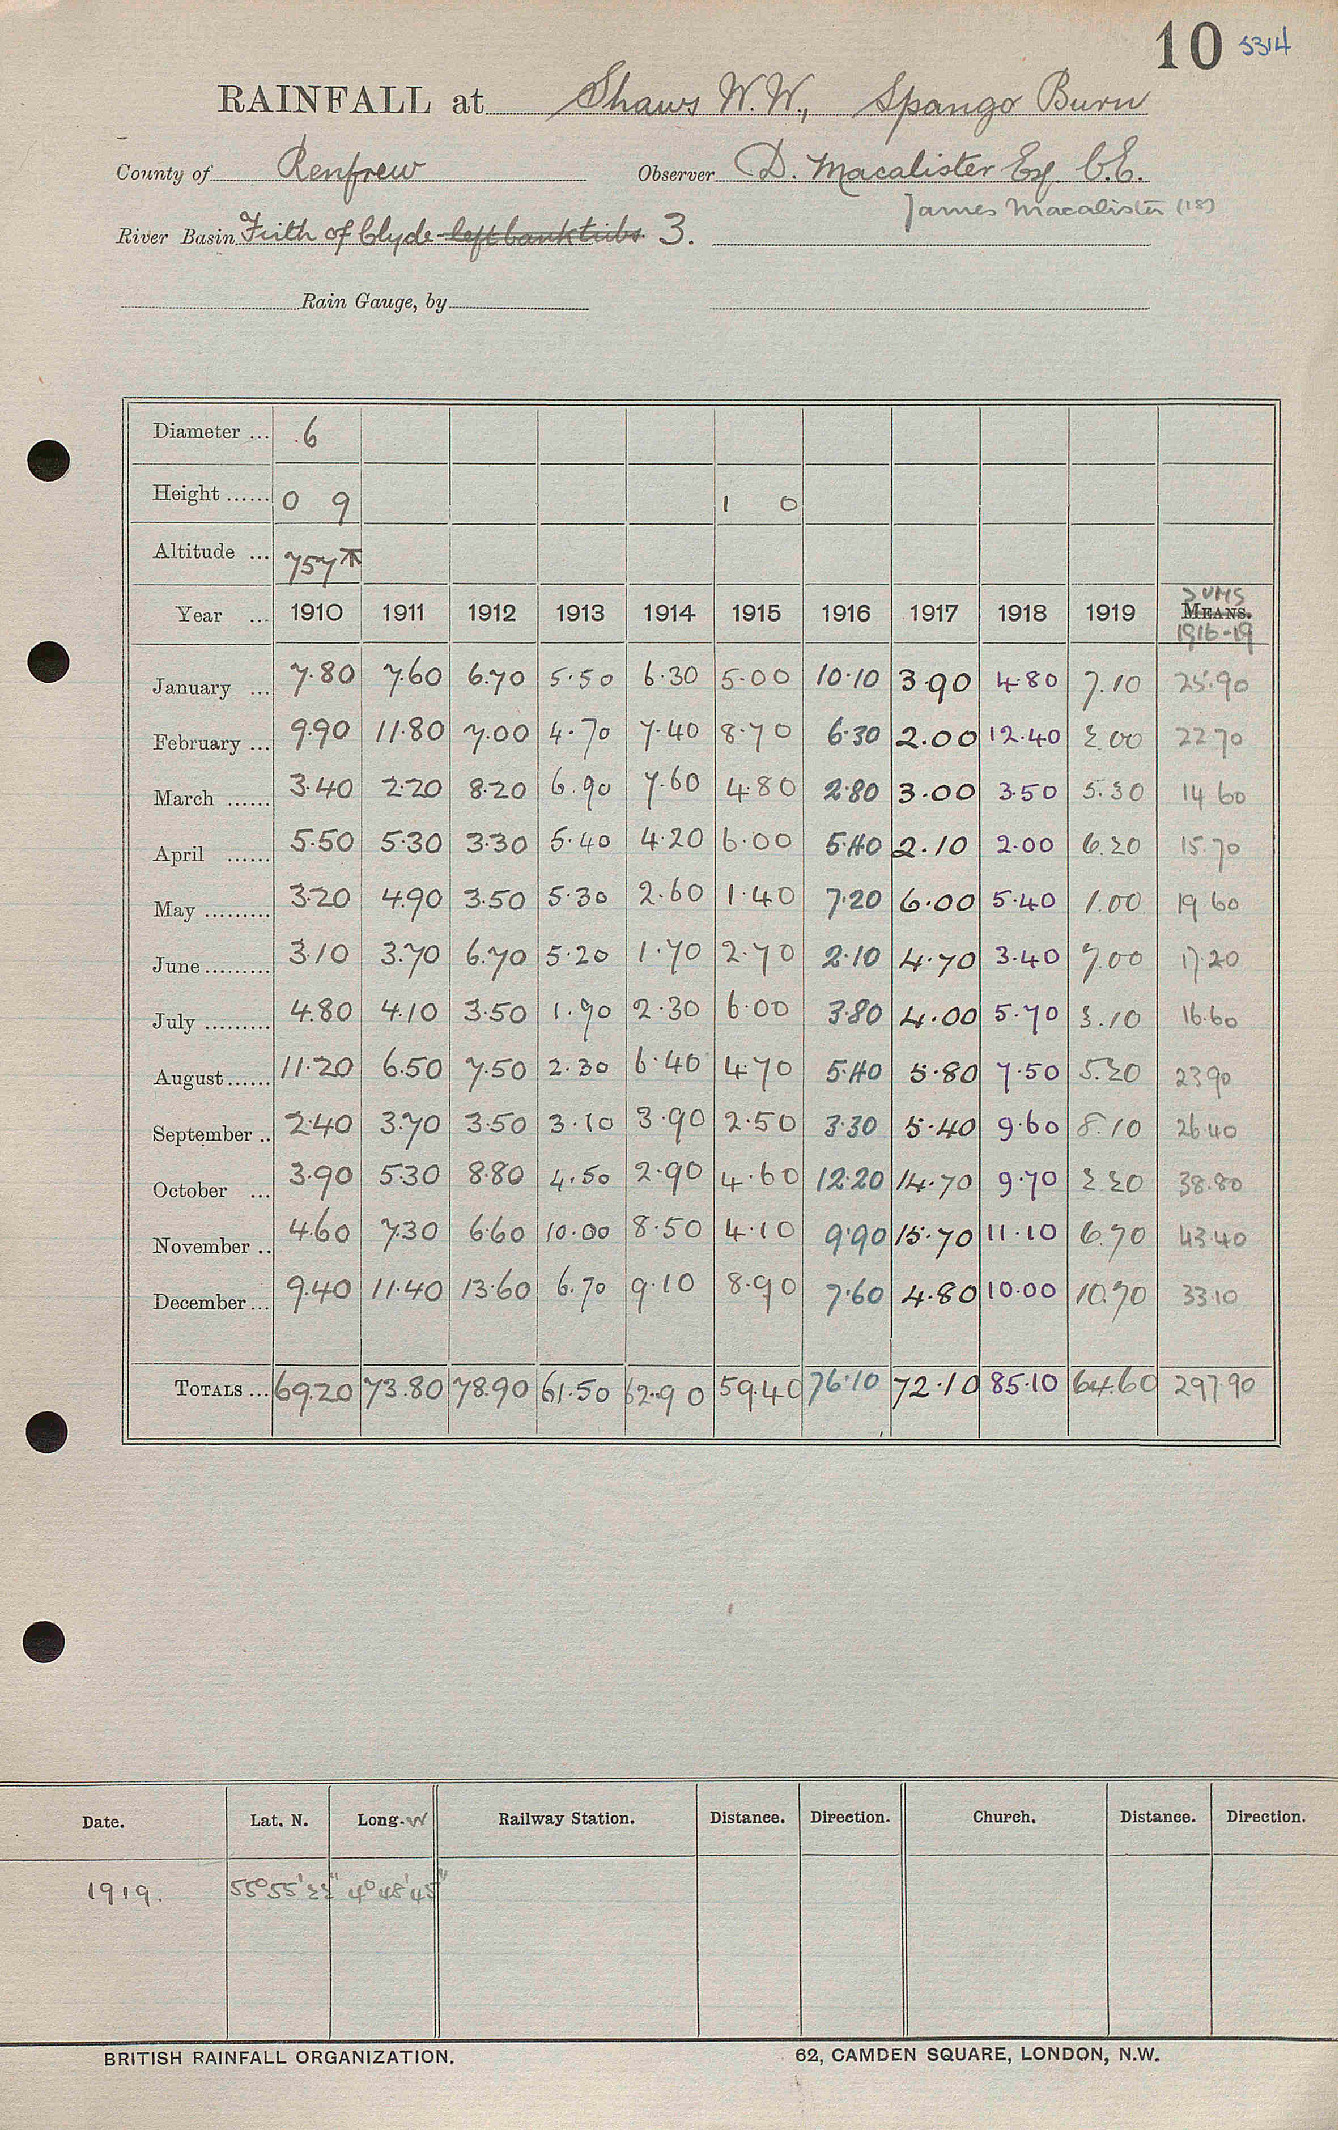 10 5314
RAINFALL at Shaws W.W., Spango Burn
County of Renfrew Observer D. Macalister Esq C.E.
James Macalister (18)
River Basin Firth of Clyde - left bank tribs 3.
Rain Gauge, by
Diameter ... 6
Height ...... 0 9 1 0
Altitude ... 757
Year ... 1910 1911 1912 1913 1914 1915 1916 1917 1918 1919 SUMS MEANS. 1916-19
January ... 7.80 7.60 6.70 5.50 6.30 5.00 10.10 3.90 4.80 7.10 25.90
February ... 9.90 11.80 7.00 4.70 7.40 8.70 6.30 2.00 12.40 2.00 22.70
March ...... 3.40 2.20 8.20 6.90 7.60 4.80 2.80 3.00 3.50 5.30 14.60
April ...... 5.50 5.30 3.30 5.40 4.20 6.00 5.40 2.10 2.00 6.20 15.70
May ......... 3.20 4.90 3.50 5.30 2.60 1.40 7.20 6.00 5.40 1.00 19.60
June ......... 3.10 3.70 6.70 5.20 1.70 2.70 2.10 4.70 3.40 7.00 17.20
July ......... 4.80 4.10 3.50 1.90 2.30 6.00 3.80 4.00 5.70 3.10 16.60
August ...... 11.20 6.50 7.50 2.30 6.40 4.70 5.40 5.80 7.50 5.20 23.90
September .. 2.40 3.70 3.50 3.10 3.90 2.50 3.30 5.40 9.60 8.10 26.40
October ... 3.90 5.30 8.80 4.50 2.90 4.60 12.20 14.70 9.70 2.20 38.80
November .. 4.60 7.30 6.60 10.00 8.50 4.10 9.90 15.70 11.10 6.70 43.40
December ... 9.40 11.40 13.60 6.70 9.10 8.90 7.60 4.80 10.00 10.70 33.10
TOTALS ... 69.20 73.80 78.90 61.50 62.90 59.40 76.10 72.10 85.10 64.60 297.90
Date. Lat. N. Long. W Railway Station. Distance. Direction. Church. Distance. Direction.
1919. 55° 55' 22" 4° 48' 45"
BRITISH RAINFALL ORGANIZATION. 62, CAMDEN SQUARE, LONDON, N.W.